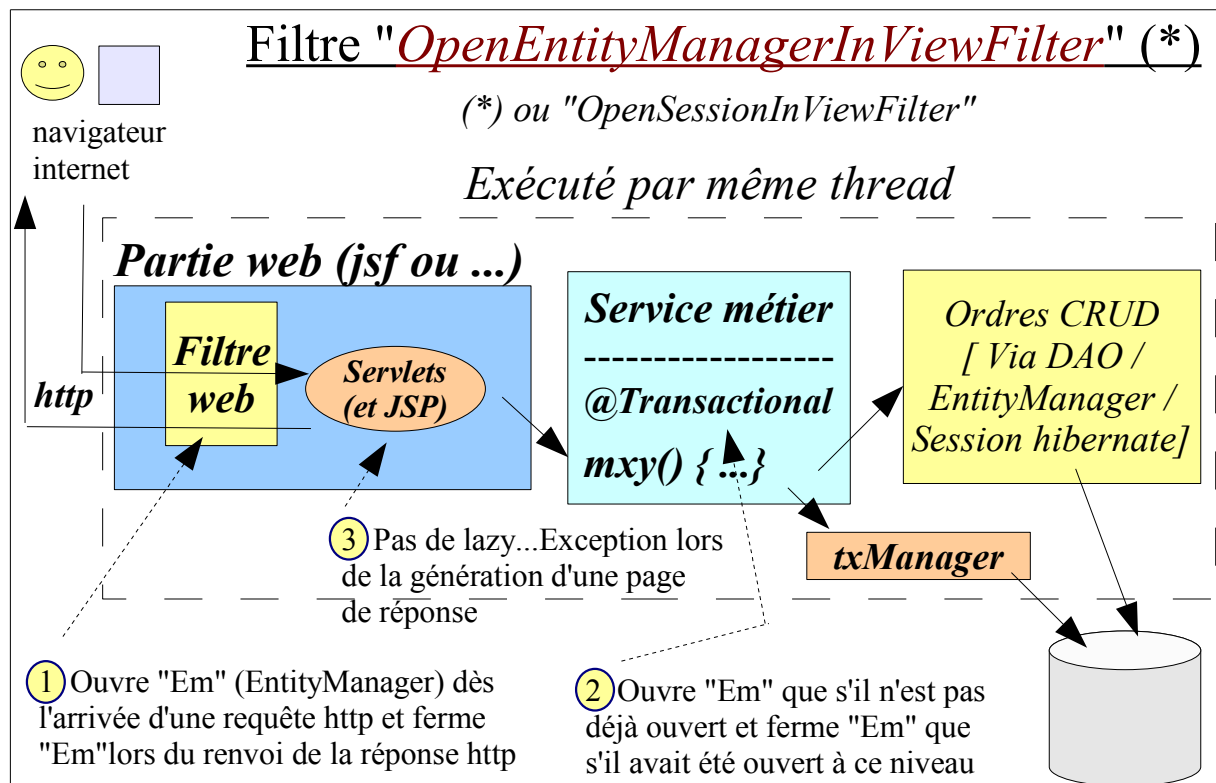 Filtre "OpenEntityManagerInViewFilter" (*)
(*) ou "OpenSessionInViewFilter"
navigateur
internet
Exécuté par même thread
Partie web (jsf ou ...)
Filtre
web
Servlets
(et JSP)
http
Service métier
-------------------
@Transactional
mxy() { ...}
Ordres CRUD
[ Via DAO /
EntityManager /
Session hibernate]
txManager
3 Pas de lazy...Exception lors
de la génération d'une page
de réponse
1 Ouvre "Em" (EntityManager) dès
l'arrivée d'une requête http et ferme
"Em"lors du renvoi de la réponse http
2 Ouvre "Em" que s'il n'est pas
déjà ouvert et ferme "Em" que
s'il avait été ouvert à ce niveau